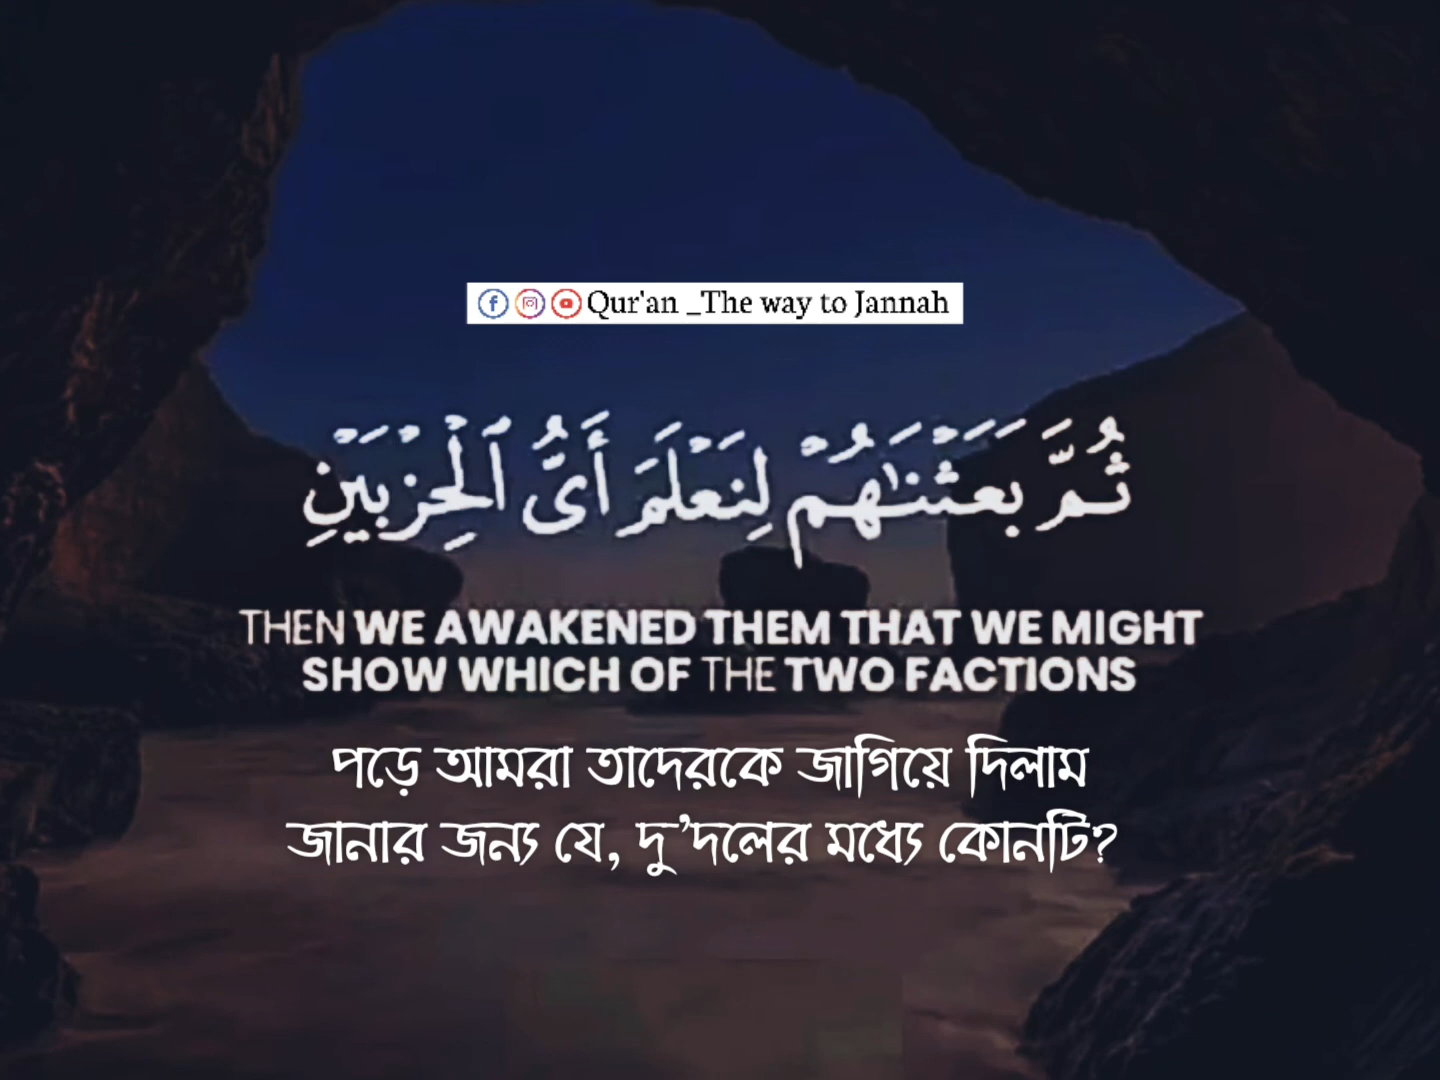 Qur'an _The way to Jannah
ثُمَّ بَعَثْنَٰهُمْ لِنَعْلَمَ أَىُّ ٱلْحِزْبَيْنِ
THEN WE AWAKENED THEM THAT WE MIGHT
SHOW WHICH OF THE TWO FACTIONS
পড়ে আমরা তাদেরকে জাগিয়ে দিলাম
জানার জন্য যে, দু’দলের মধ্যে কোনটি?